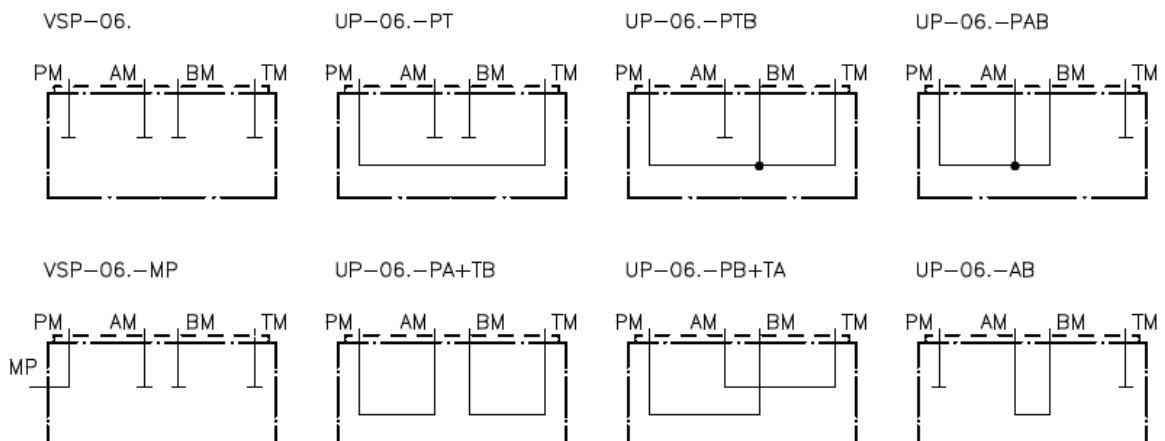 VSP-06. UP-06.-PT UP-06.-PTB UP-06.-PAB
PM AM BM TM PM AM BM TM PM AM BM TM PM AM BM TM
VSP-06.-MP UP-06.-PA+TB UP-06.-PB+TA UP-06.-AB
PM AM BM TM PM AM BM TM PM AM BM TM PM AM BM TM
MP